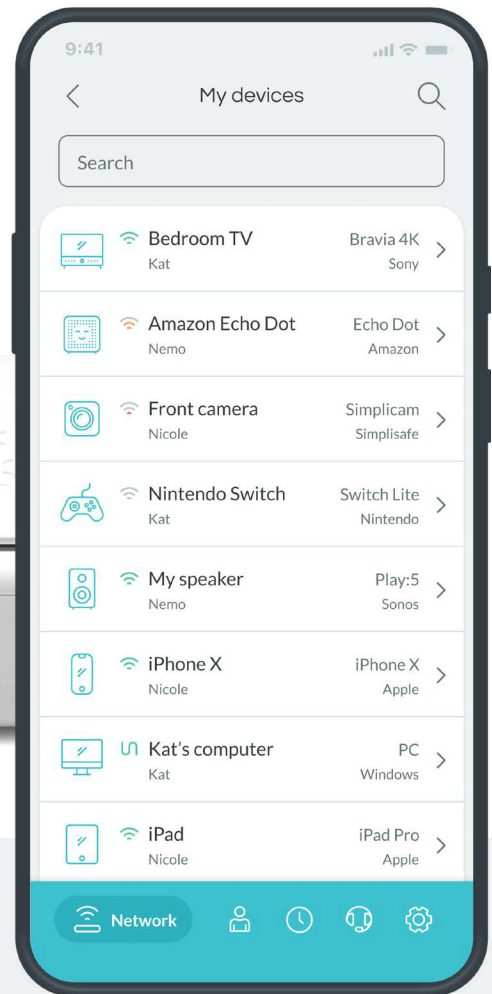 9:41
My devices
Search
Bedroom TV Bravia 4K
Kat Sony
Amazon Echo Dot Echo Dot
Nemo Amazon
Front camera Simplicam
Nicole Simplisafe
Nintendo Switch Switch Lite
Kat Nintendo
My speaker Play:5
Nemo Sonos
iPhone X iPhone X
Nicole Apple
Kat's computer PC
Kat Windows
iPad iPad Pro
Nicole Apple
Network